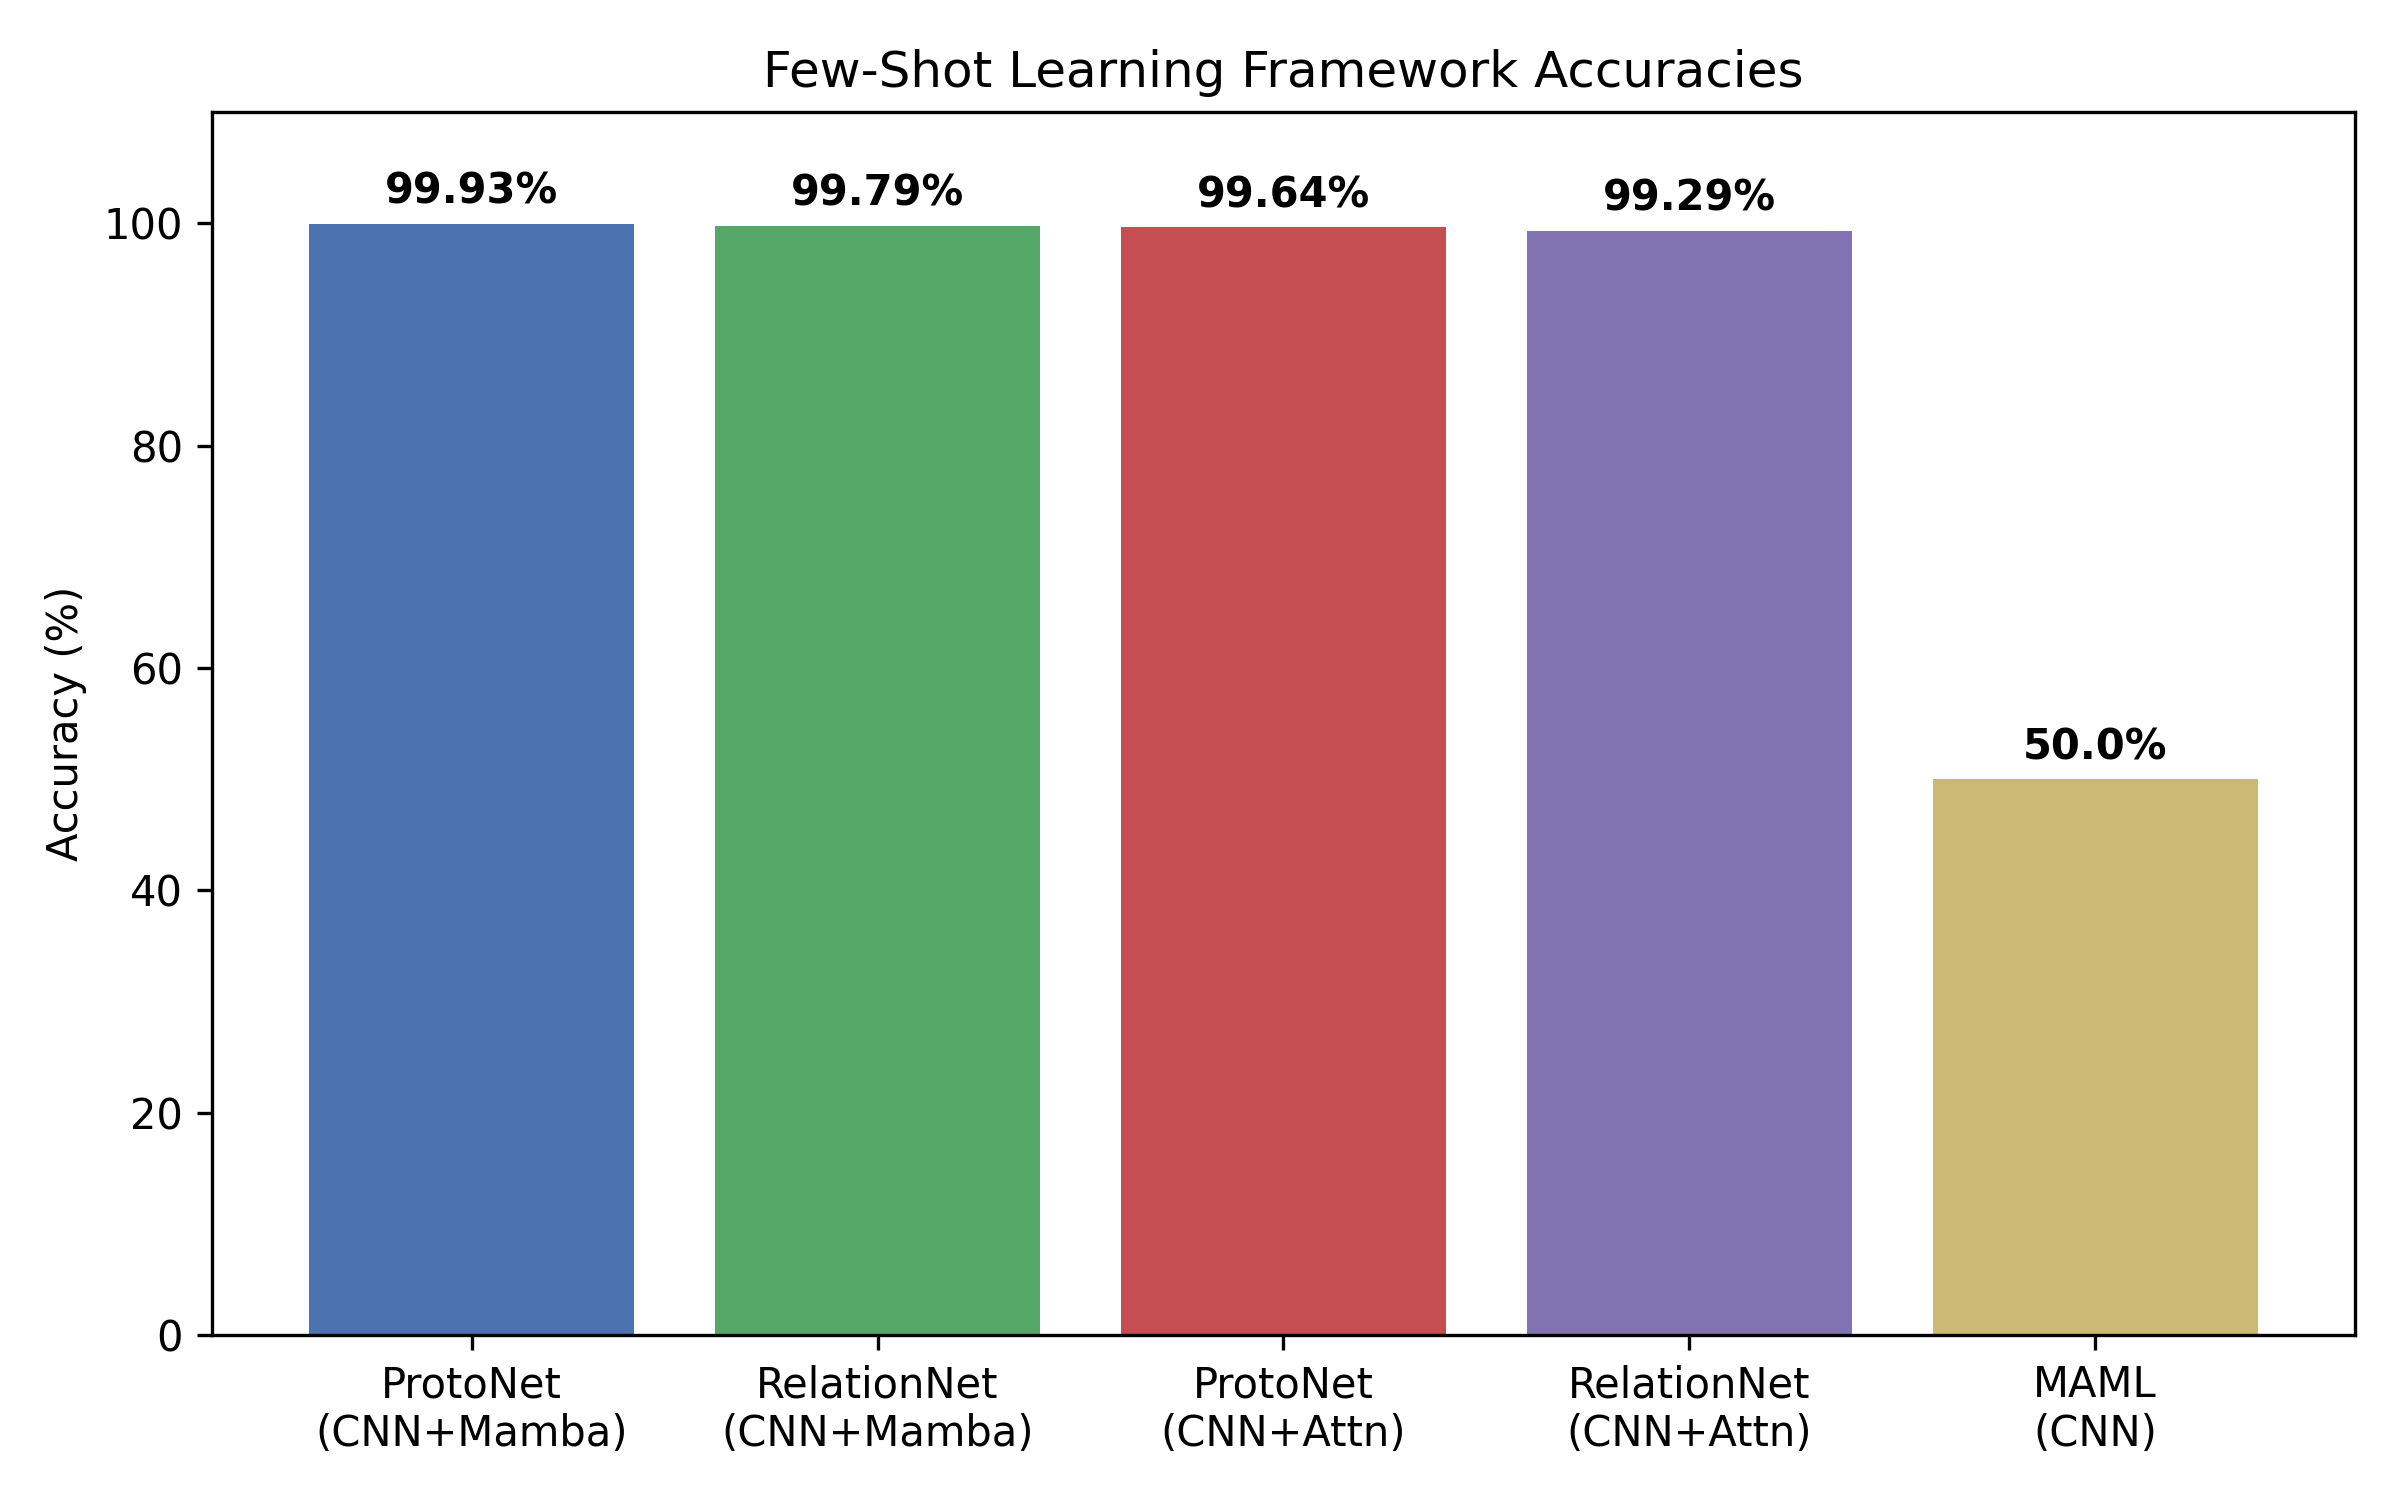 Few-Shot Learning Framework Accuracies
Accuracy (%)
100
80
60
40
20
0
99.93%
99.79%
99.64%
99.29%
50.0%
ProtoNet
(CNN+Mamba)
RelationNet
(CNN+Mamba)
ProtoNet
(CNN+Attn)
RelationNet
(CNN+Attn)
MAML
(CNN)